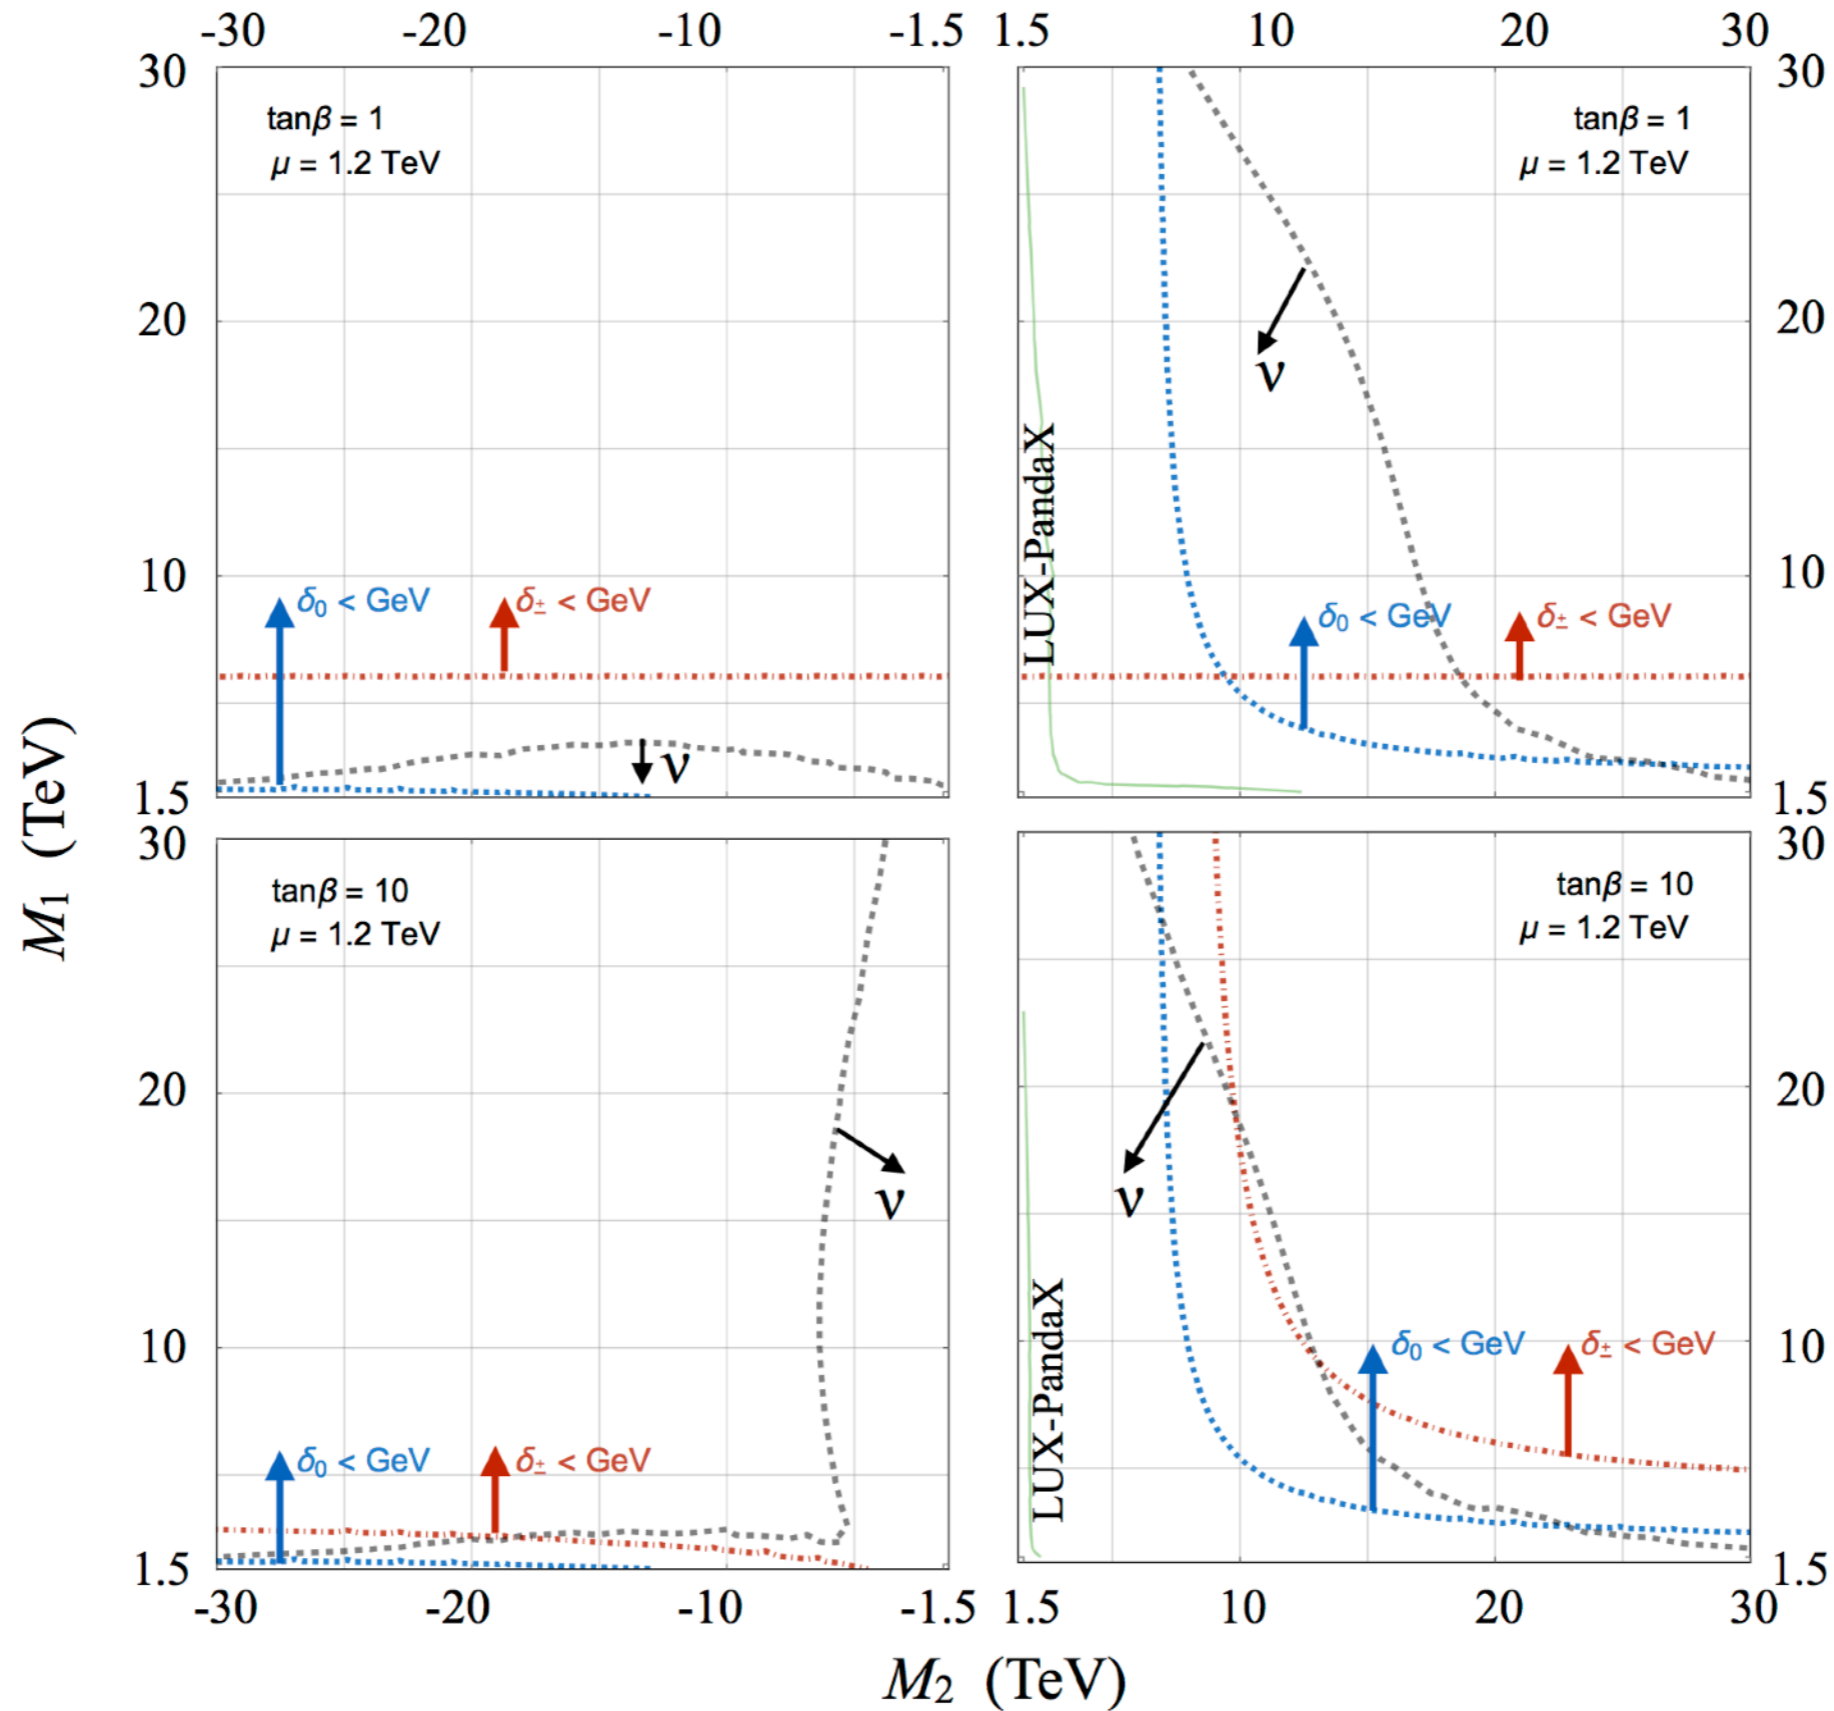 -30 -20 -10 -1.5 1.5 10 20 30
30 30
tanβ = 1 tanβ = 1
μ = 1.2 TeV μ = 1.2 TeV
20 20
ν
LUX-PandaX
10 10
δ₀ < GeV δ± < GeV δ₀ < GeV δ± < GeV
ν
1.5 1.5
M₁ (TeV)
30 30
tanβ = 10 tanβ = 10
μ = 1.2 TeV μ = 1.2 TeV
20 20
ν ν
LUX-PandaX
10 10
δ₀ < GeV δ± < GeV
δ₀ < GeV δ± < GeV
1.5 1.5
-30 -20 -10 -1.5 1.5 10 20 30
M₂ (TeV)